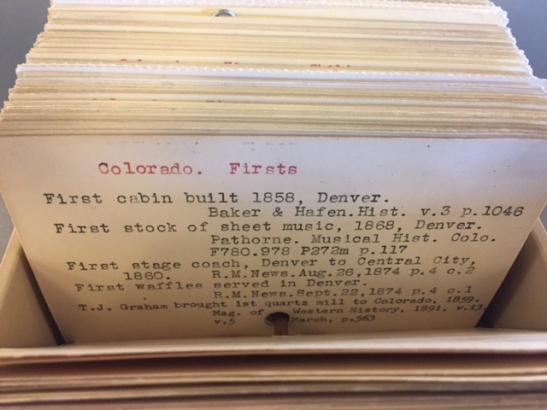 Colorado. Firsts
First cabin built 1858, Denver.
Baker & Hafen.Hist. v.3 p.1046
First stock of sheet music, 1868, Denver.
Pathorne. Musical Hist. Colo.
F780.978 P272m p.117
First stage coach, Denver to Central City,
1860. R.M.News.Aug.26,1874 p.4 c.2
First waffles served in Denver.
R.M.News.Sept.22,1874 p.4 c.1
T.J. Graham brought 1st quartz mill to Colorado, 1859.
Mag. of Western History, 1891, v.13
v.5 March, p.563